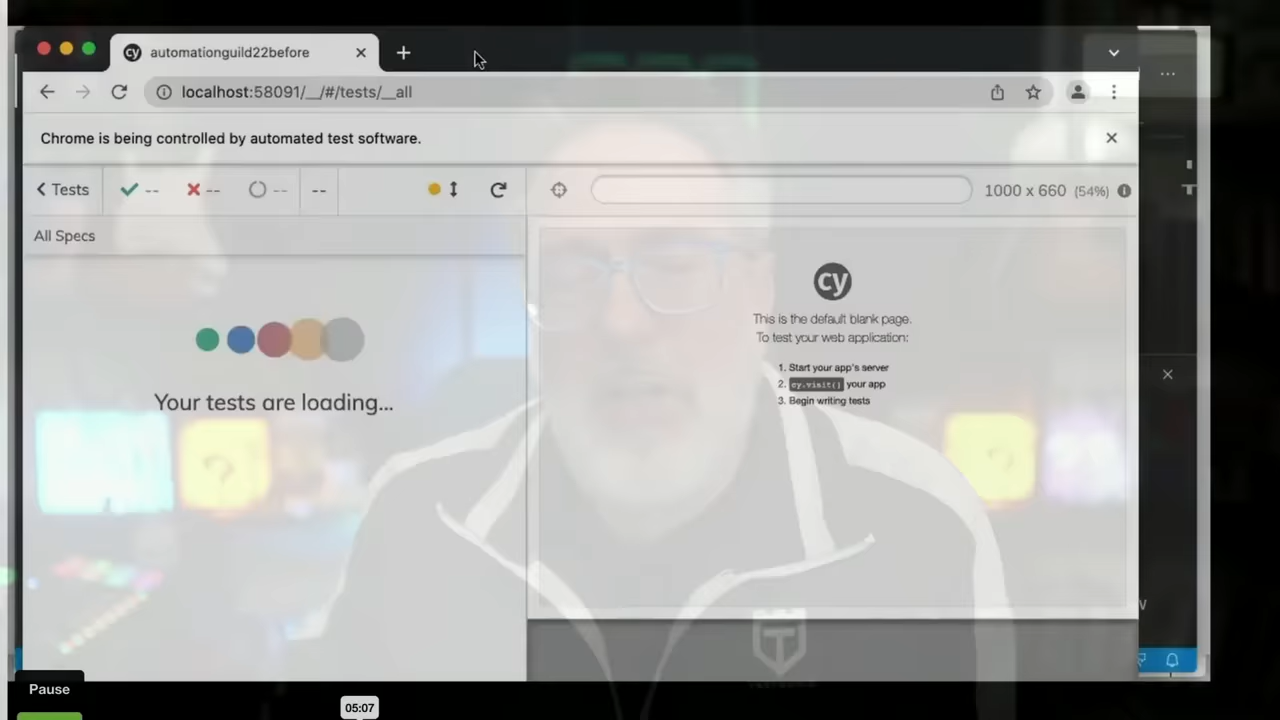 automationguild22before
localhost:58091/__/#/tests/__all
Chrome is being controlled by automated test software.
Tests -- -- -- --
1000 x 660 (54%)
All Specs
cy
This is the default blank page.
To test your web application:
1. Start your app's server
2. cy.visit() your app
3. Begin writing tests
Your tests are loading...
Pause
05:07